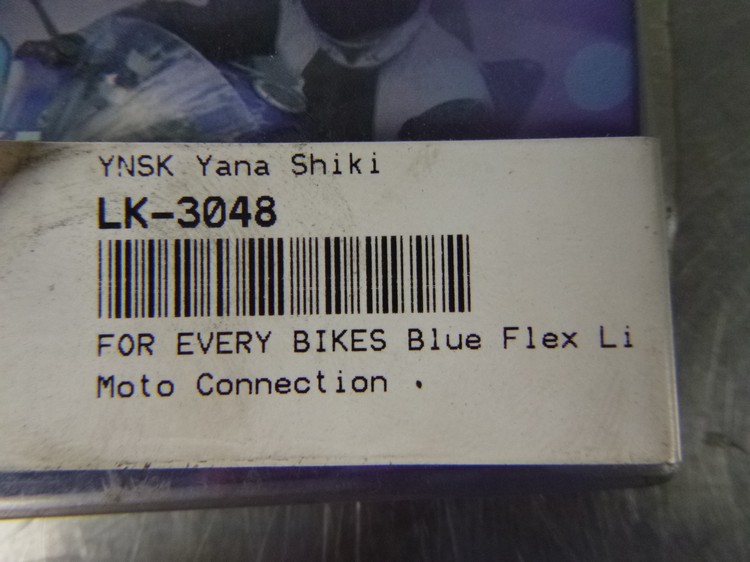 YNSK Yana Shiki
LK-3048
FOR EVERY BIKES Blue Flex Li
Moto Connection .